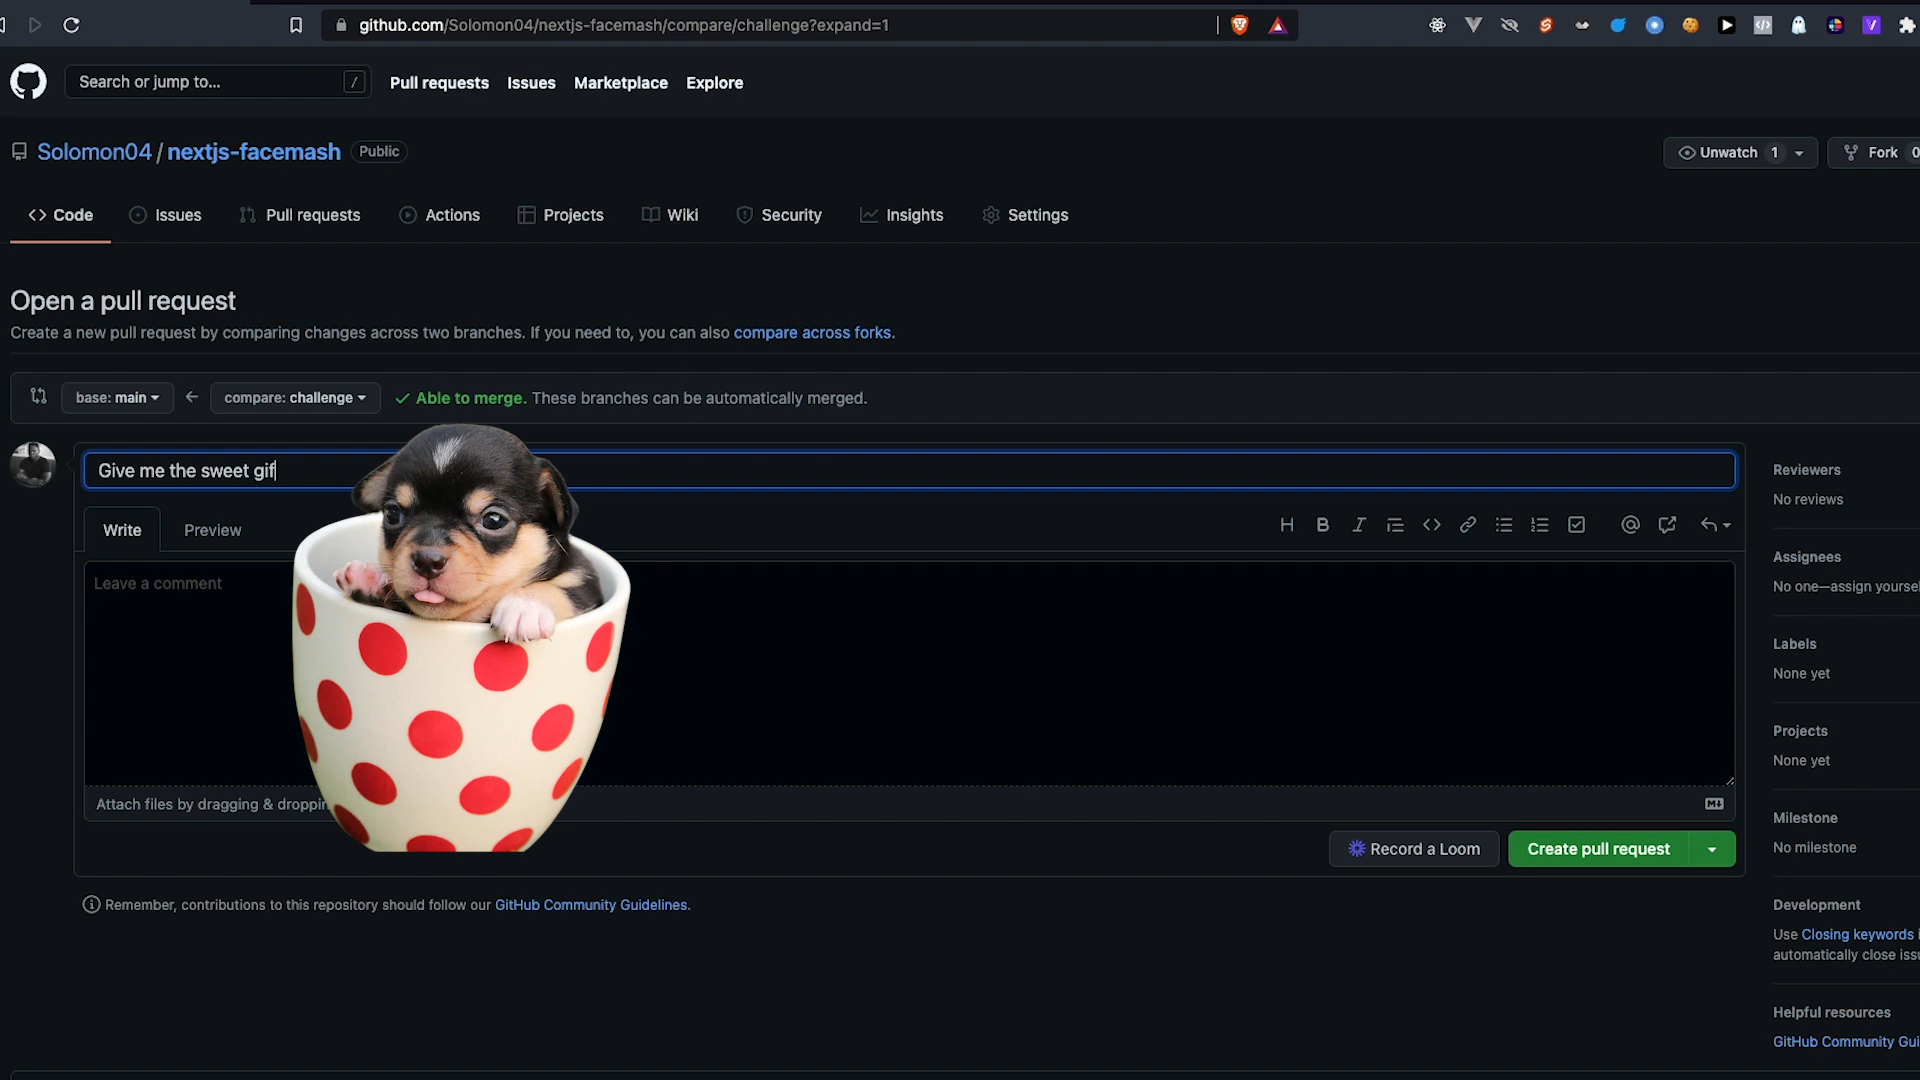 github.com/Solomon04/nextjs-facemash/compare/challenge?expand=1
Search or jump to... /
Pull requests Issues Marketplace Explore
Solomon04 / nextjs-facemash Public
Unwatch 1 Fork 0
Code Issues Pull requests Actions Projects Wiki Security Insights Settings
Open a pull request
Create a new pull request by comparing changes across two branches. If you need to, you can also compare across forks.
base: main compare: challenge Able to merge. These branches can be automatically merged.
Give me the sweet gif
Write Preview
Leave a comment
Attach files by dragging &
Record a Loom Create pull request
Remember, contributions to this repository should follow our GitHub Community Guidelines.
Reviewers
No reviews
Assignees
No one—assign yoursel
Labels
None yet
Projects
None yet
Milestone
No milestone
Development
Use Closing keywords i
automatically close issu
Helpful resources
GitHub Community Gui